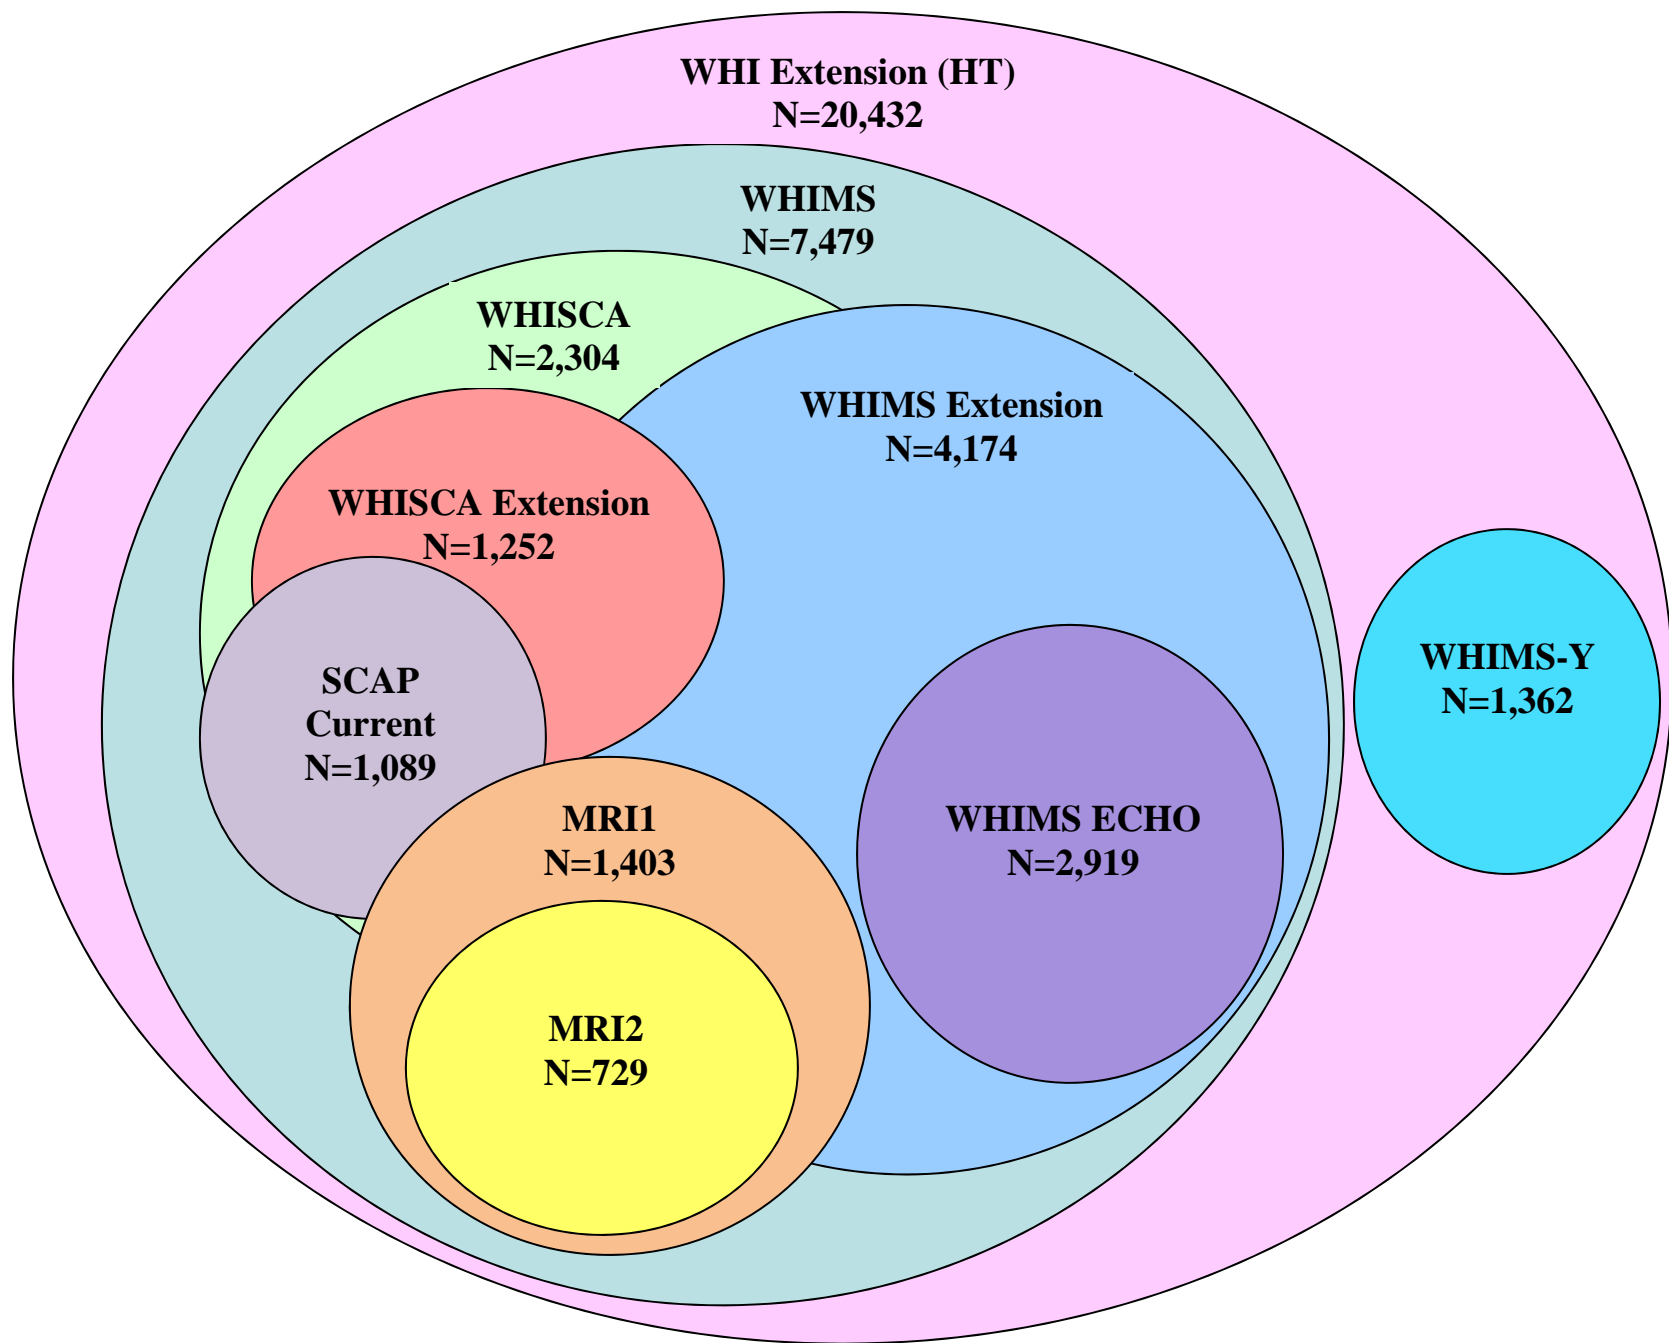 WHI Extension (HT)
N=20,432
WHIMS
N=7,479
WHISCA
N=2,304
WHIMS Extension
N=4,174
WHISCA Extension
N=1,252
SCAP
Current
N=1,089
WHIMS-Y
N=1,362
MRI1
N=1,403
WHIMS ECHO
N=2,919
MRI2
N=729